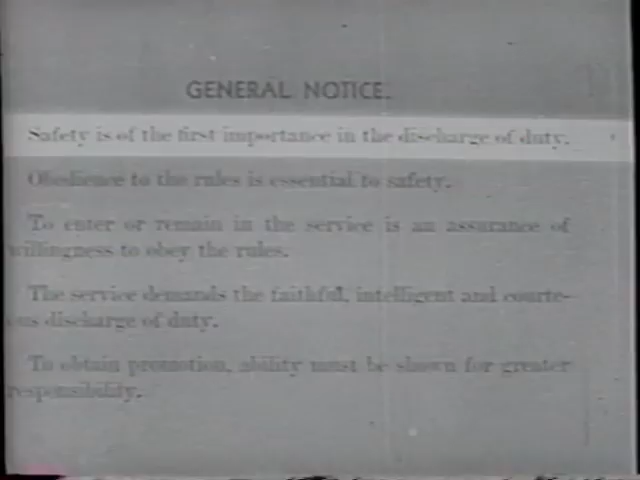 GENERAL NOTICE.
Safety is of the first importance in the discharge of duty.
Obedience to the rules is essential to safety.
To enter or remain in the service is an assurance of
willingness to obey the rules.
The service demands the faithful, intelligent and courte-
ous discharge of duty.
To obtain promotion, ability must be shown for greater
responsibility.